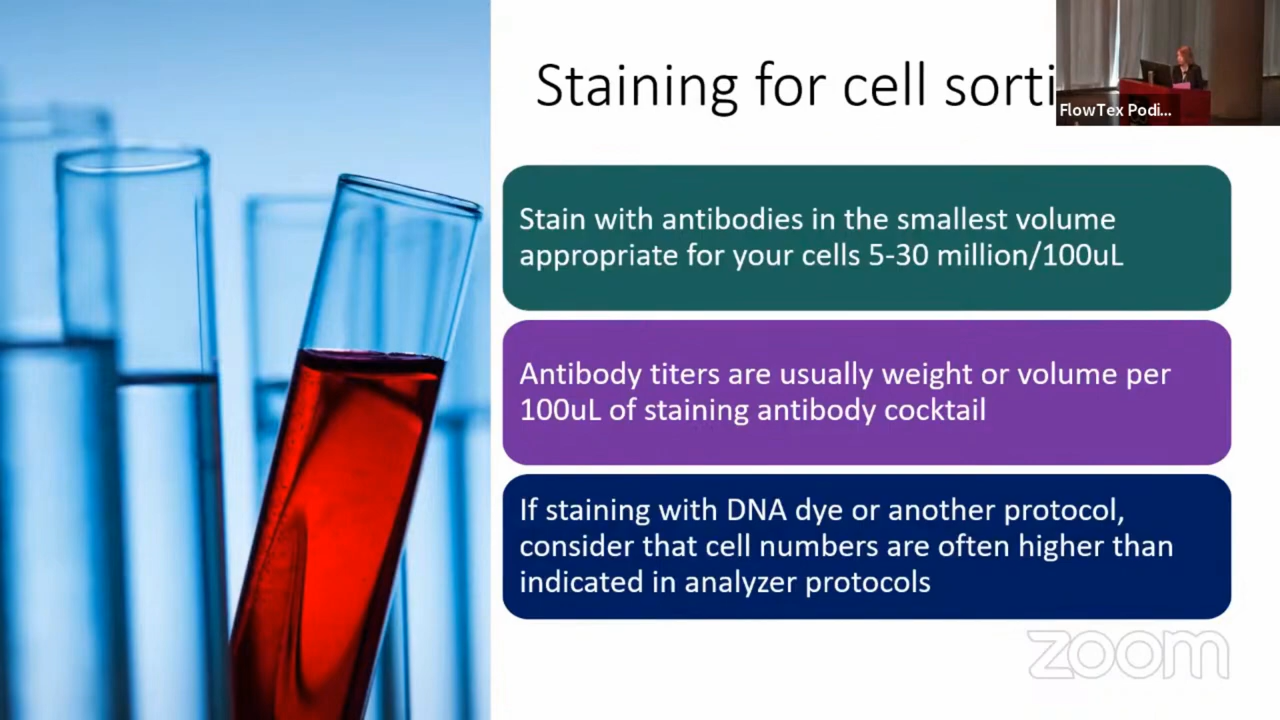 Staining for cell sorti
FlowTex Podi...
Stain with antibodies in the smallest volume
appropriate for your cells 5-30 million/100uL
Antibody titers are usually weight or volume per
100uL of staining antibody cocktail
If staining with DNA dye or another protocol,
consider that cell numbers are often higher than
indicated in analyzer protocols
zoom